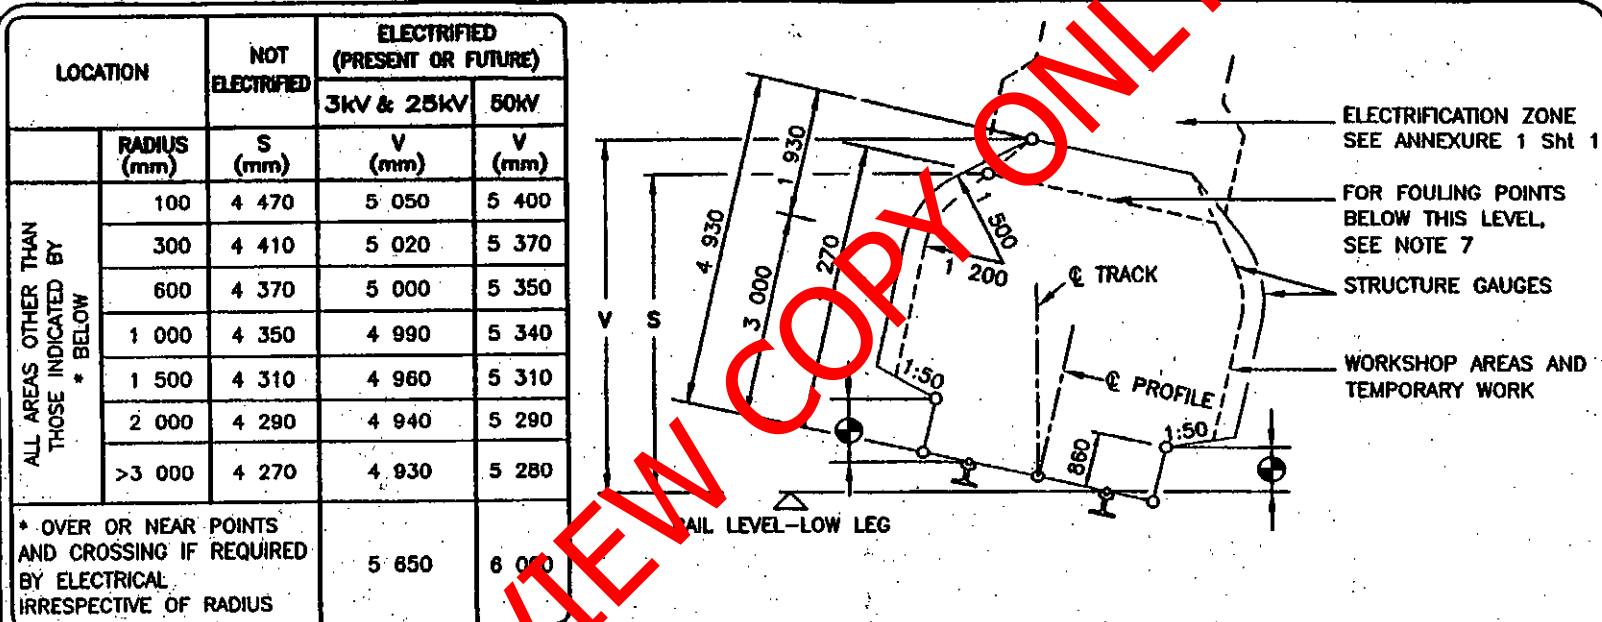 LOCATION
NOT ELECTRIFIED
ELECTRIFIED
(PRESENT OR FUTURE)
3kV & 25kV 50kV
RADIUS (mm) S (mm) V (mm) V (mm)
ALL AREAS OTHER THAN
THOSE INDICATED BY
* BELOW
100 4 470 5 050 5 400
300 4 410 5 020 5 370
600 4 370 5 000 5 350
1 000 4 350 4 990 5 340
1 500 4 310 4 960 5 310
2 000 4 290 4 940 5 290
>3 000 4 270 4 930 5 280
* OVER OR NEAR POINTS
AND CROSSING IF REQUIRED
BY ELECTRICAL
IRRESPECTIVE OF RADIUS
5 650
V
S
4 930
1 930
3 000
270
1 500
1 200
1:50
℄ TRACK
℄ PROFILE
860
1:50
LEVEL-LOW LEG
ELECTRIFICATION ZONE
SEE ANNEXURE 1 Sht 1
FOR FOULING POINTS
BELOW THIS LEVEL,
SEE NOTE 7
STRUCTURE GAUGES
WORKSHOP AREAS AND
TEMPORARY WORK
VIEW COPY ONLY